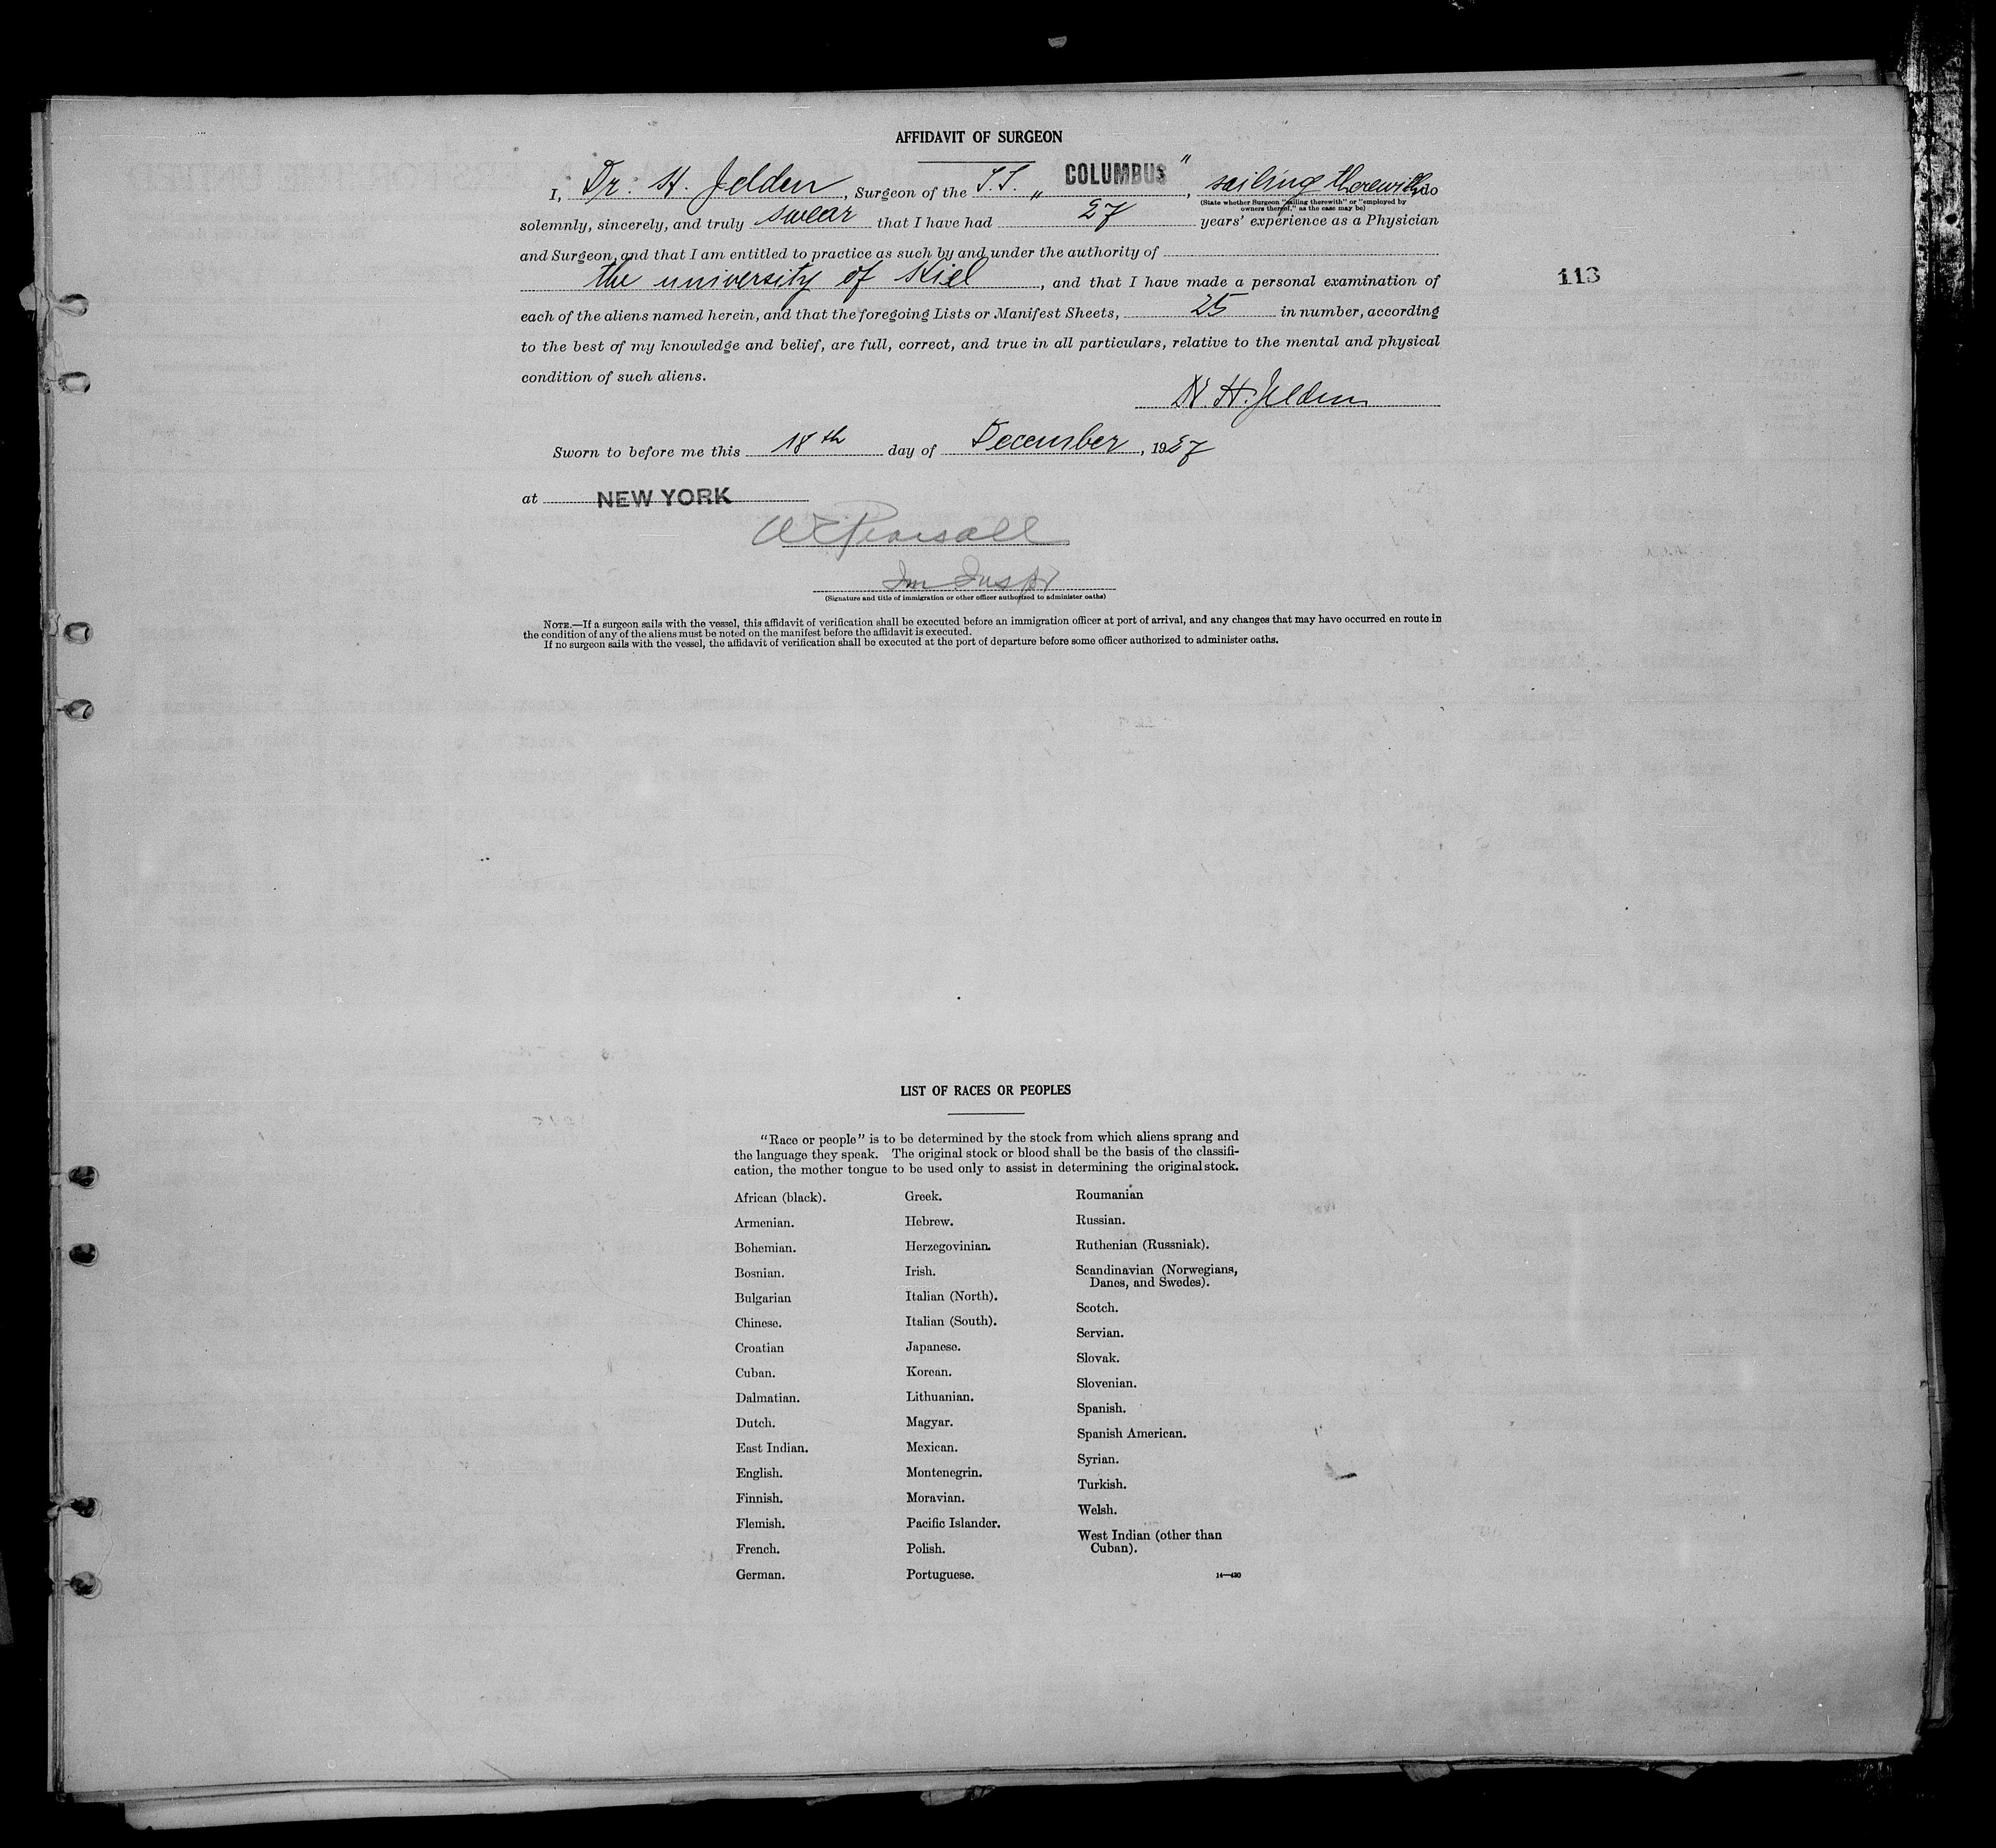 AFFIDAVIT OF SURGEON
I, Dr. H. Jelden, Surgeon of the T.S. „ COLUMBUS ", sailing therewith, do
(State whether Surgeon "sailing therewith" or "employed by
owners thereof," as the case may be)
solemnly, sincerely, and truly swear that I have had 27 years' experience as a Physician
and Surgeon, and that I am entitled to practice as such by and under the authority of
the university of Kiel, and that I have made a personal examination of
113
each of the aliens named herein, and that the foregoing Lists or Manifest Sheets, 25 in number, according
to the best of my knowledge and belief, are full, correct, and true in all particulars, relative to the mental and physical
condition of such aliens.
Dr. H. Jelden
Sworn to before me this 18th day of December, 1927
at NEW YORK
Pearsall
Im Inspr
(Signature and title of immigration or other officer authorized to administer oaths)
NOTE.—If a surgeon sails with the vessel, this affidavit of verification shall be executed before an immigration officer at port of arrival, and any changes that may have occurred en route in
the condition of any of the aliens must be noted on the manifest before the affidavit is executed.
If no surgeon sails with the vessel, the affidavit of verification shall be executed at the port of departure before some officer authorized to administer oaths.
LIST OF RACES OR PEOPLES
"Race or people" is to be determined by the stock from which aliens sprang and
the language they speak. The original stock or blood shall be the basis of the classifi-
cation, the mother tongue to be used only to assist in determining the original stock.
African (black).
Armenian.
Bohemian.
Bosnian.
Bulgarian
Chinese.
Croatian
Cuban.
Dalmatian.
Dutch.
East Indian.
English.
Finnish.
Flemish.
French.
German.
Greek.
Hebrew.
Herzegovinian.
Irish.
Italian (North).
Italian (South).
Japanese.
Korean.
Lithuanian.
Magyar.
Mexican.
Montenegrin.
Moravian.
Pacific Islander.
Polish.
Portuguese.
Roumanian
Russian.
Ruthenian (Russniak).
Scandinavian (Norwegians,
Danes, and Swedes).
Scotch.
Servian.
Slovak.
Slovenian.
Spanish.
Spanish American.
Syrian.
Turkish.
Welsh.
West Indian (other than
Cuban).
14—430